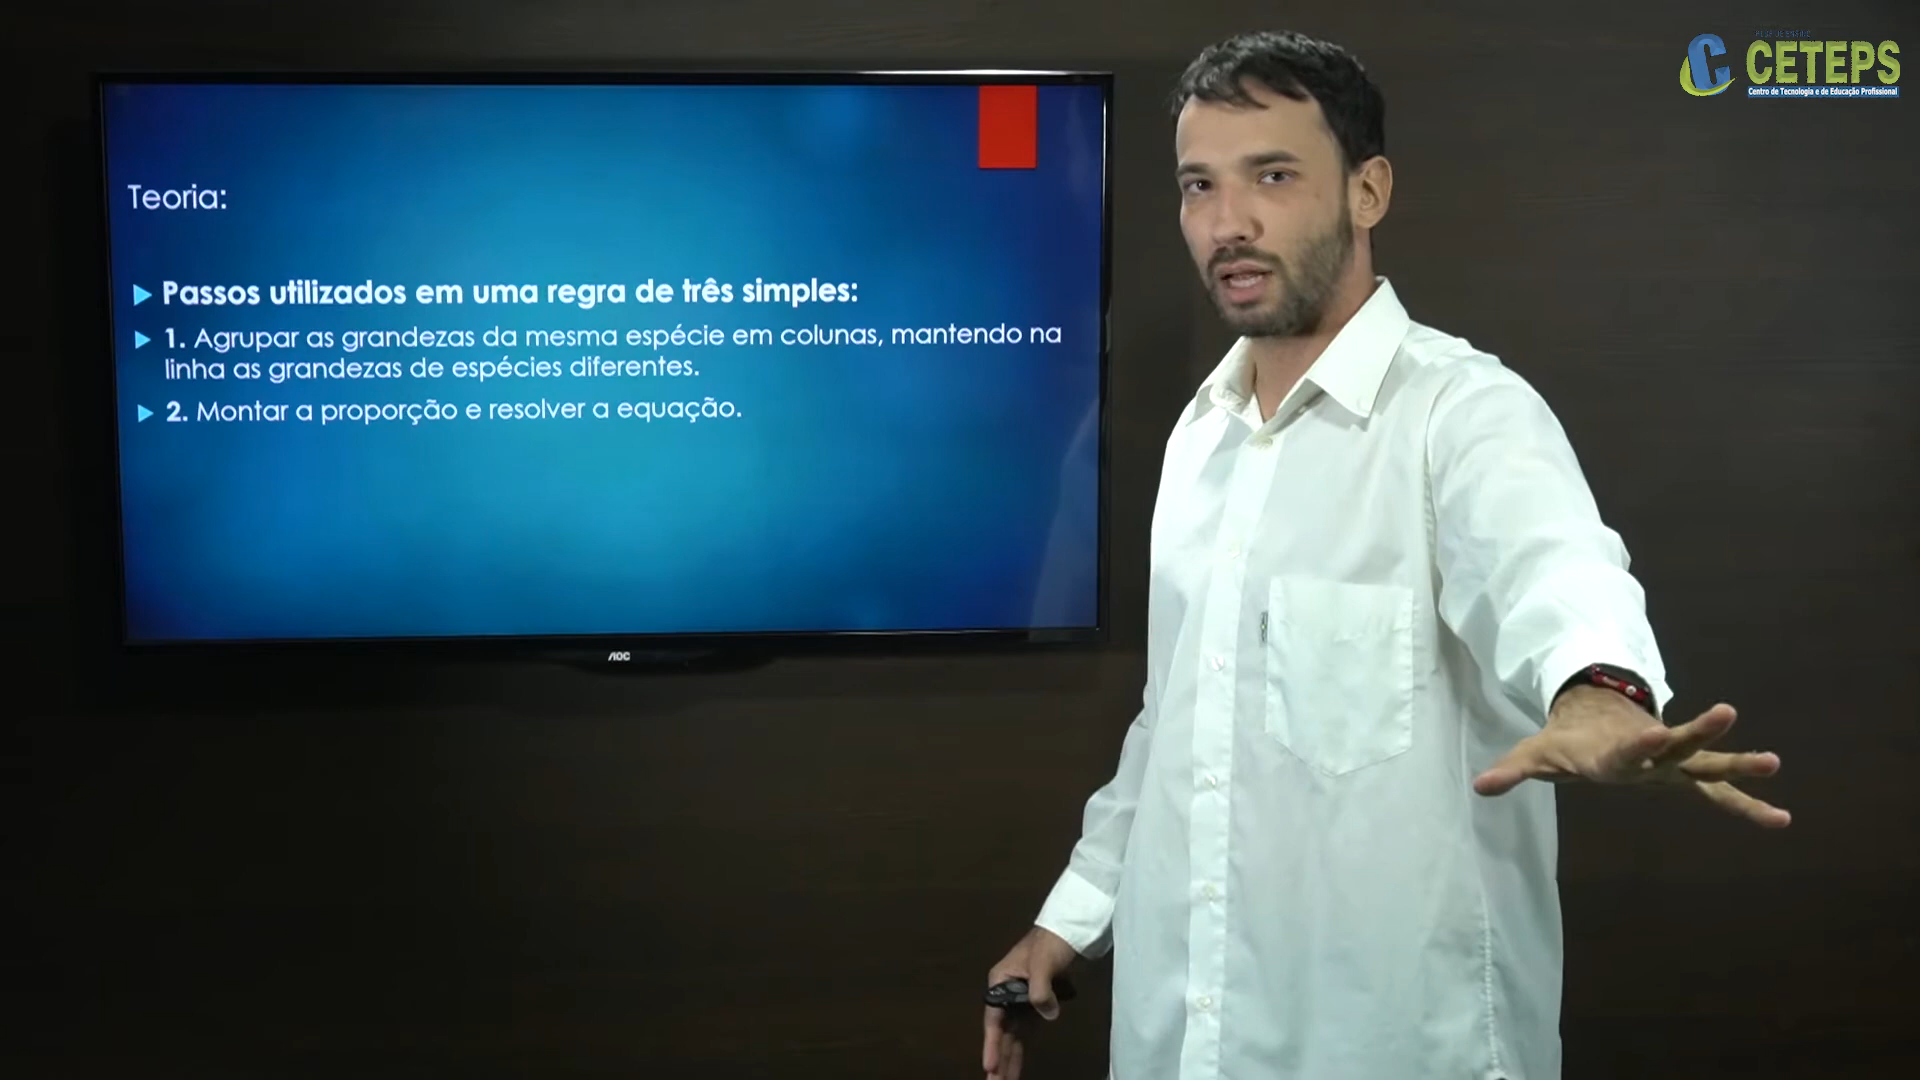 CETEPS
Centro de Tecnologia e de Educação Profissional
Teoria:
Passos utilizados em uma regra de três simples:
1. Agrupar as grandezas da mesma espécie em colunas, mantendo na
linha as grandezas de espécies diferentes.
2. Montar a proporção e resolver a equação.
AOC